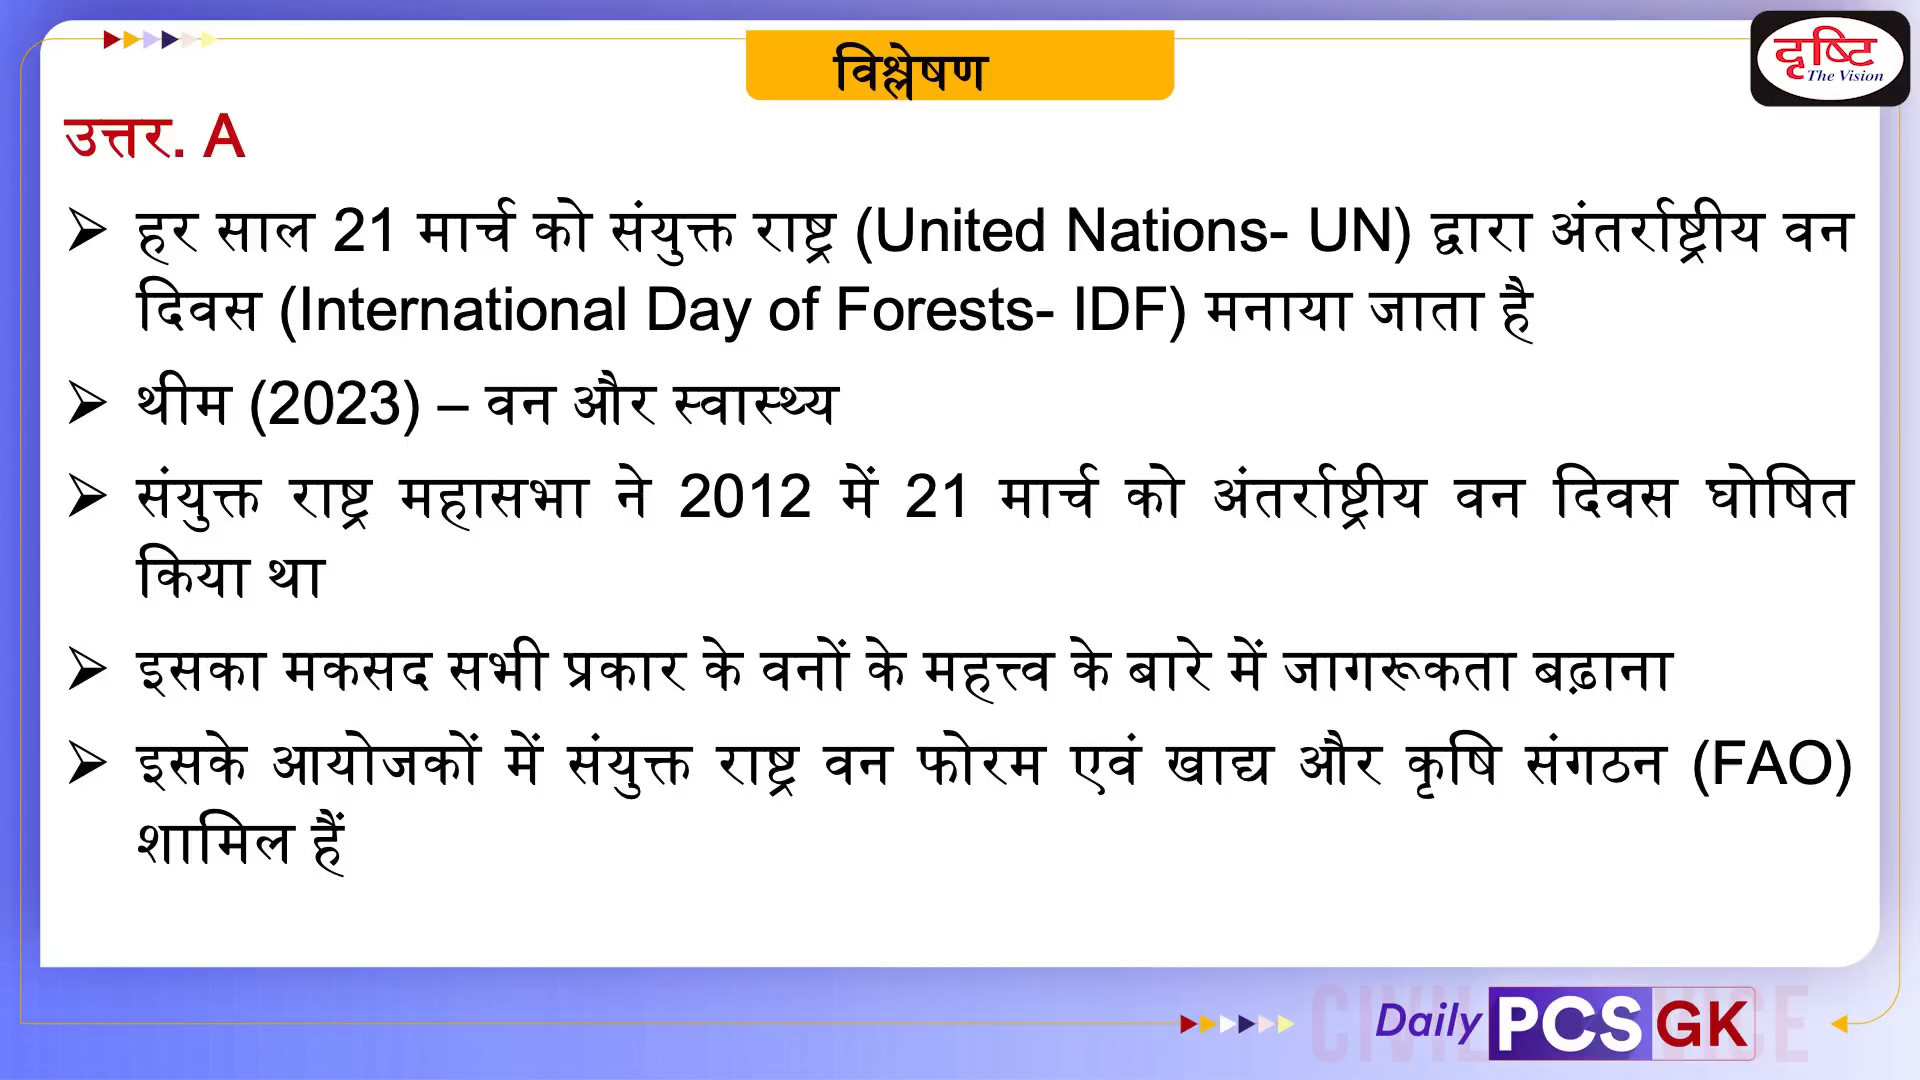 विश्लेषण
दृष्टि
The Vision
उत्तर. A
➢ हर साल 21 मार्च को संयुक्त राष्ट्र (United Nations- UN) द्वारा अंतर्राष्ट्रीय वन
दिवस (International Day of Forests- IDF) मनाया जाता है
➢ थीम (2023) – वन और स्वास्थ्य
➢ संयुक्त राष्ट्र महासभा ने 2012 में 21 मार्च को अंतर्राष्ट्रीय वन दिवस घोषित
किया था
➢ इसका मकसद सभी प्रकार के वनों के महत्त्व के बारे में जागरूकता बढ़ाना
➢ इसके आयोजकों में संयुक्त राष्ट्र वन फोरम एवं खाद्य और कृषि संगठन (FAO)
शामिल हैं
Daily PCS GK